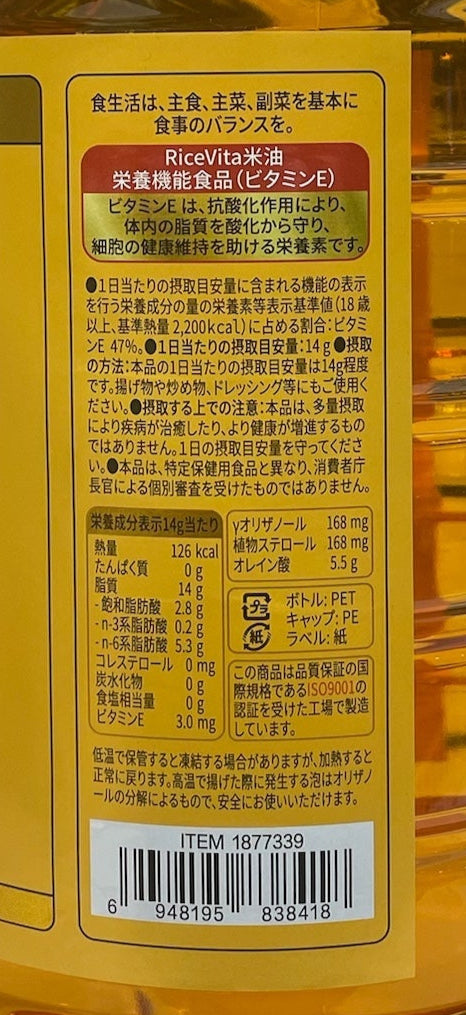 食生活は、主食、主菜、副菜を基本に
食事のバランスを。
RiceVita米油
栄養機能食品(ビタミンE)
ビタミンE は、抗酸化作用により、
体内の脂質を酸化から守り、
細胞の健康維持を助ける栄養素です。
●1日当たりの摂取目安量に含まれる機能の表示
を行う栄養成分の量の栄養素等表示基準値(18 歳
以上、基準熱量 2,200kcal)に占める割合:ビタミ
ンE 47%。●1日当たりの摂取目安量:14 g ●摂取
の方法:本品の1日当たりの摂取目安量は14g程度
です。揚げ物や炒め物、ドレッシング等にもご使用く
ださい。●摂取する上での注意:本品は、多量摂取
により疾病が治癒したり、より健康が増進するもの
ではありません。1日の摂取目安量を守ってくださ
い。●本品は、特定保健用食品と異なり、消費者庁
長官による個別審査を受けたものではありません。
栄養成分表示14g当たり
熱量 126 kcal
たんぱく質 0 g
脂質 14 g
- 飽和脂肪酸 2.8 g
- n-3系脂肪酸 0.2 g
- n-6系脂肪酸 5.3 g
コレステロール 0 mg
炭水化物 0 g
食塩相当量 0 g
ビタミンE 3.0 mg
γオリザノール 168 mg
植物ステロール 168 mg
オレイン酸 5.5 g
プラ
紙
ボトル: PET
キャップ: PE
ラベル: 紙
この商品は品質保証の国
際規格であるISO9001の
認証を受けた工場で製造
しています。
低温で保管すると凍結する場合がありますが、加熱すると
正常に戻ります。高温で揚げた際に発生する泡はオリザノ
ールの分解によるもので、安全にお使いいただけます。
ITEM 1877339
6 948195 838418